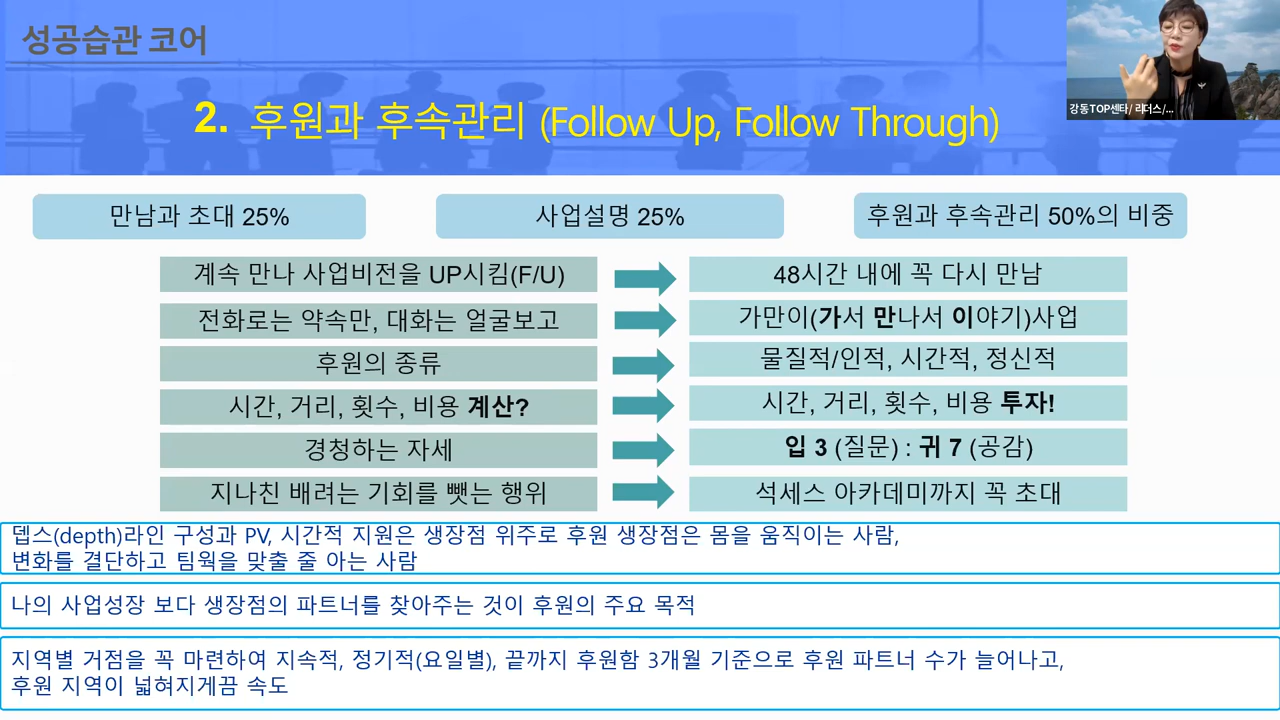 성공습관 코어
2. 후원과 후속관리 (Follow Up, Follow Through)
강동TOP센타/ 리더스/...
만남과 초대 25%
사업설명 25%
후원과 후속관리 50%의 비중
계속 만나 사업비전을 UP시킴(F/U)
48시간 내에 꼭 다시 만남
전화로는 약속만, 대화는 얼굴보고
가만이(가서 만나서 이야기)사업
후원의 종류
물질적/인적, 시간적, 정신적
시간, 거리, 횟수, 비용 계산?
시간, 거리, 횟수, 비용 투자!
경청하는 자세
입 3 (질문) : 귀 7 (공감)
지나친 배려는 기회를 뺏는 행위
석세스 아카데미까지 꼭 초대
뎁스(depth)라인 구성과 PV, 시간적 지원은 생장점 위주로 후원 생장점은 몸을 움직이는 사람,
변화를 결단하고 팀웍을 맞출 줄 아는 사람
나의 사업성장 보다 생장점의 파트너를 찾아주는 것이 후원의 주요 목적
지역별 거점을 꼭 마련하여 지속적, 정기적(요일별), 끝까지 후원함 3개월 기준으로 후원 파트너 수가 늘어나고,
후원 지역이 넓혀지게끔 속도